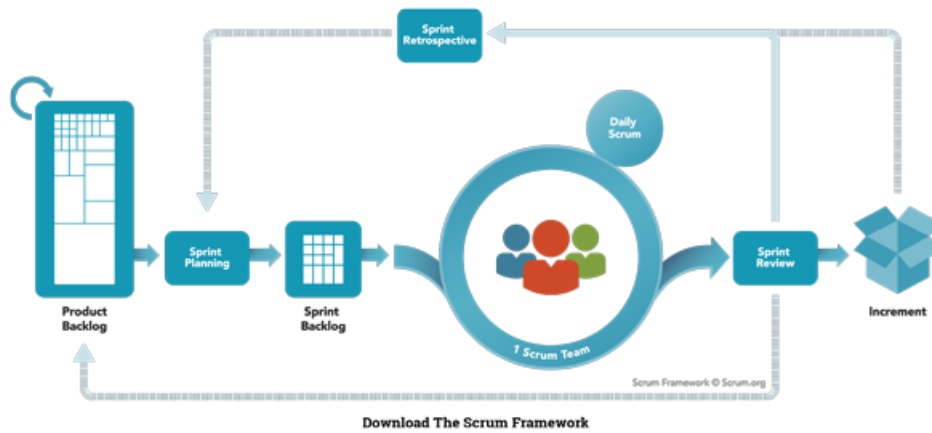 Sprint
Retrospective
Daily
Scrum
Sprint
Planning
Sprint
Review
Product
Backlog
Sprint
Backlog
1 Scrum Team
Increment
Scrum Framework © Scrum.org
Download The Scrum Framework